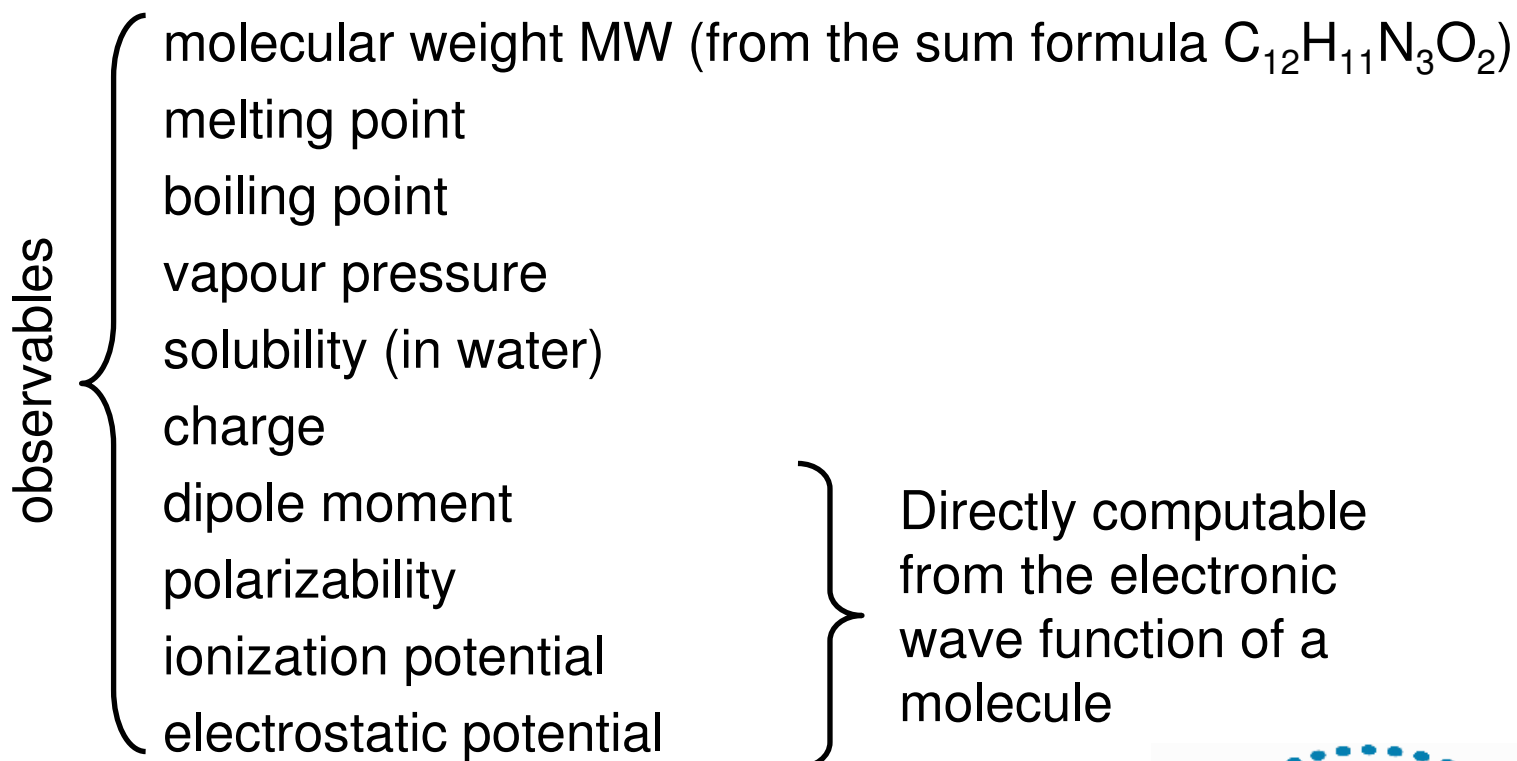 observables
molecular weight MW (from the sum formula C₁₂H₁₁N₃O₂)
melting point
boiling point
vapour pressure
solubility (in water)
charge
dipole moment
polarizability
ionization potential
electrostatic potential
Directly computable
from the electronic
wave function of a
molecule